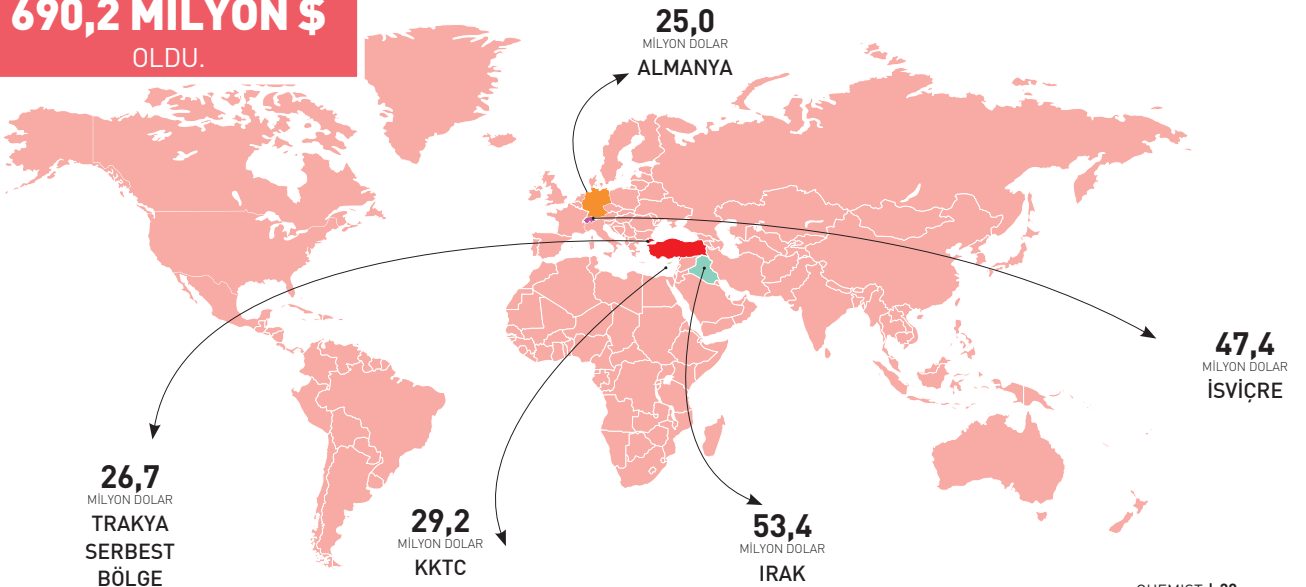 690,2 MİLYON $
OLDU.
25,0
MİLYON DOLAR
ALMANYA
47,4
MİLYON DOLAR
İSVİÇRE
26,7
MİLYON DOLAR
TRAKYA
SERBEST
BÖLGE
29,2
MİLYON DOLAR
KKTC
53,4
MİLYON DOLAR
IRAK